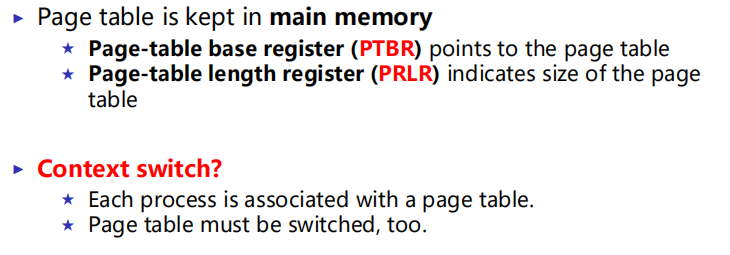 ▸ Page table is kept in main memory
★ Page-table base register (PTBR) points to the page table
★ Page-table length register (PRLR) indicates size of the page
table
▸ Context switch?
★ Each process is associated with a page table.
★ Page table must be switched, too.